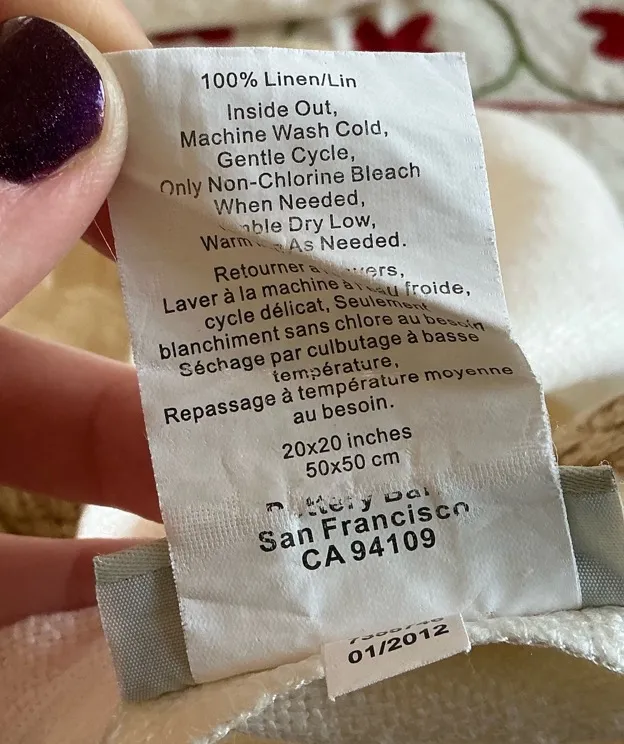 100% Linen/Lin
Inside Out,
Machine Wash Cold,
Gentle Cycle,
Only Non-Chlorine Bleach
When Needed,
Dry Low,
As Needed.
Retourner
Laver à la machine à froide,
cycle délicat, Seulement
blanchiment sans chlore au besoin
Séchage par culbutage à basse
température,
Repassage à température moyenne
au besoin.
20x20 inches
50x50 cm
Pottery
San Francisco
CA 94109
01/2012